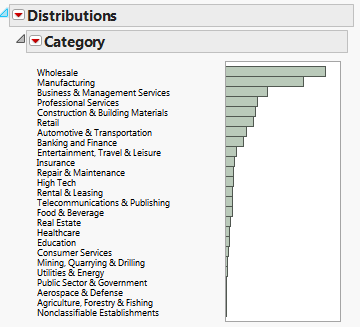 Distributions
Category
Wholesale
Manufacturing
Business & Management Services
Professional Services
Construction & Building Materials
Retail
Automotive & Transportation
Banking and Finance
Entertainment, Travel & Leisure
Insurance
Repair & Maintenance
High Tech
Rental & Leasing
Telecommunications & Publishing
Food & Beverage
Real Estate
Healthcare
Education
Consumer Services
Mining, Quarrying & Drilling
Utilities & Energy
Public Sector & Government
Aerospace & Defense
Agriculture, Forestry & Fishing
Nonclassifiable Establishments